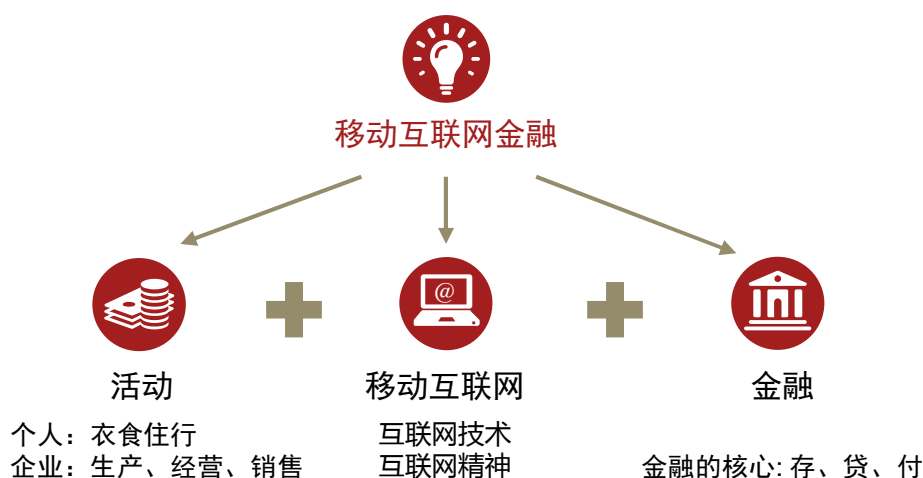 移动互联网金融
@
活动
移动互联网
金融
个人：衣食住行
企业：生产、经营、销售
互联网技术
互联网精神
金融的核心: 存、贷、付